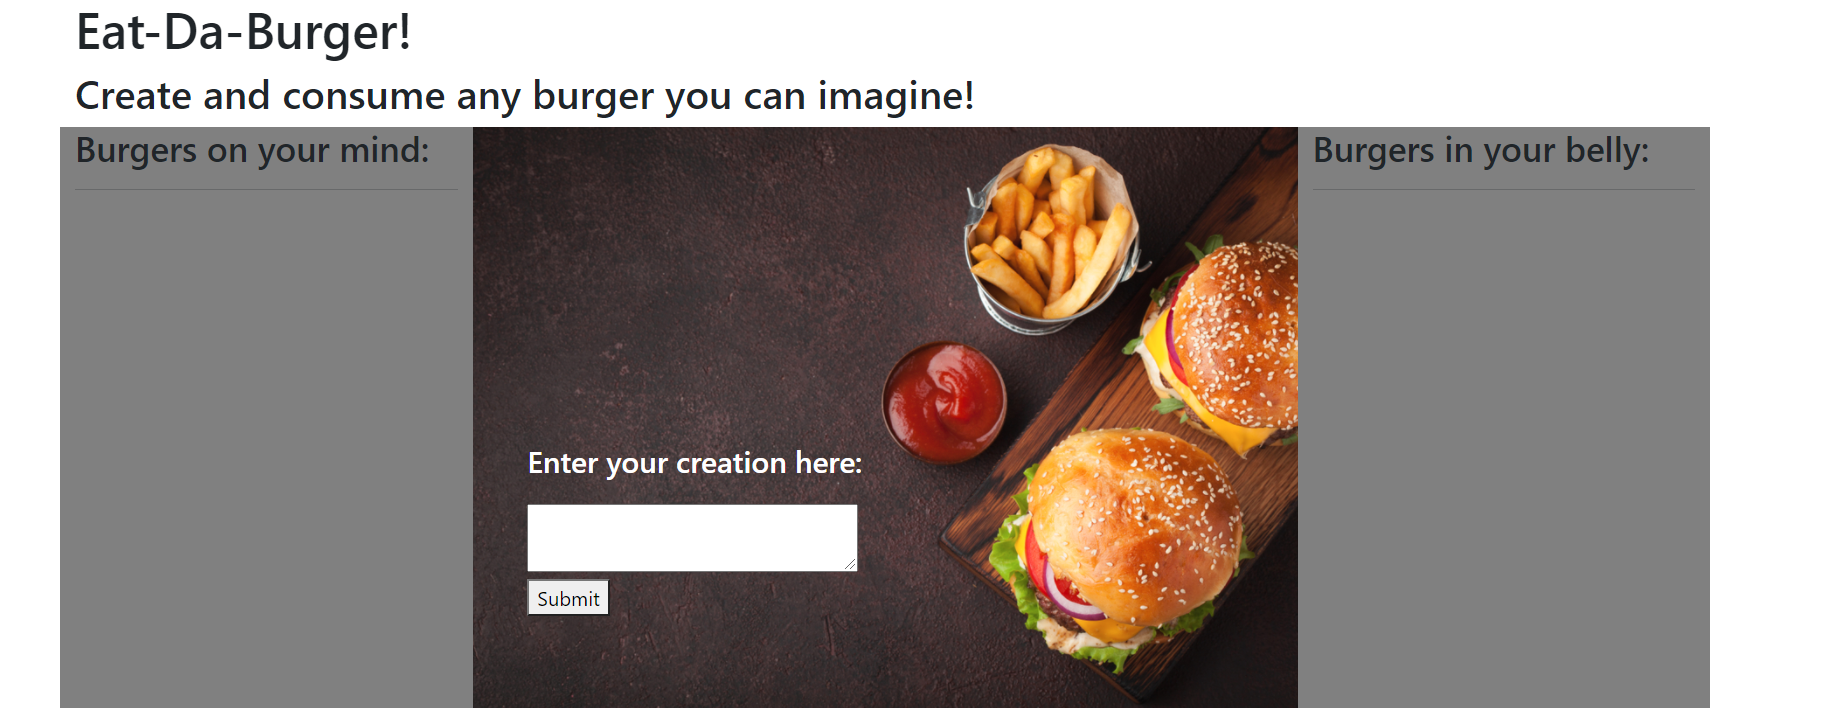 Eat-Da-Burger!
Create and consume any burger you can imagine!
Burgers on your mind:
Enter your creation here:
Submit
Burgers in your belly: